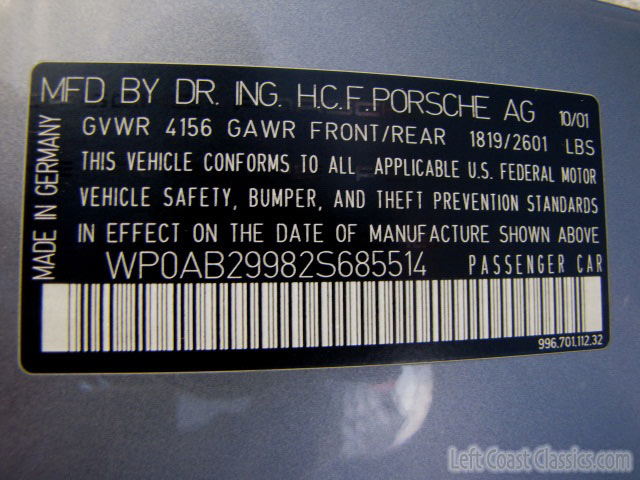 MFD BY DR. ING. H.C.F. PORSCHE AG 10/01
GVWR 4156 GAWR FRONT/REAR 1819/2601 LBS
THIS VEHICLE CONFORMS TO ALL APPLICABLE U.S. FEDERAL MOTOR
VEHICLE SAFETY, BUMPER, AND THEFT PREVENTION STANDARDS
IN EFFECT ON THE DATE OF MANUFACTURE SHOWN ABOVE
WP0AB29982S685514 PASSENGER CAR
MADE IN GERMANY
996.701.112.32
Left Coast Classics.com